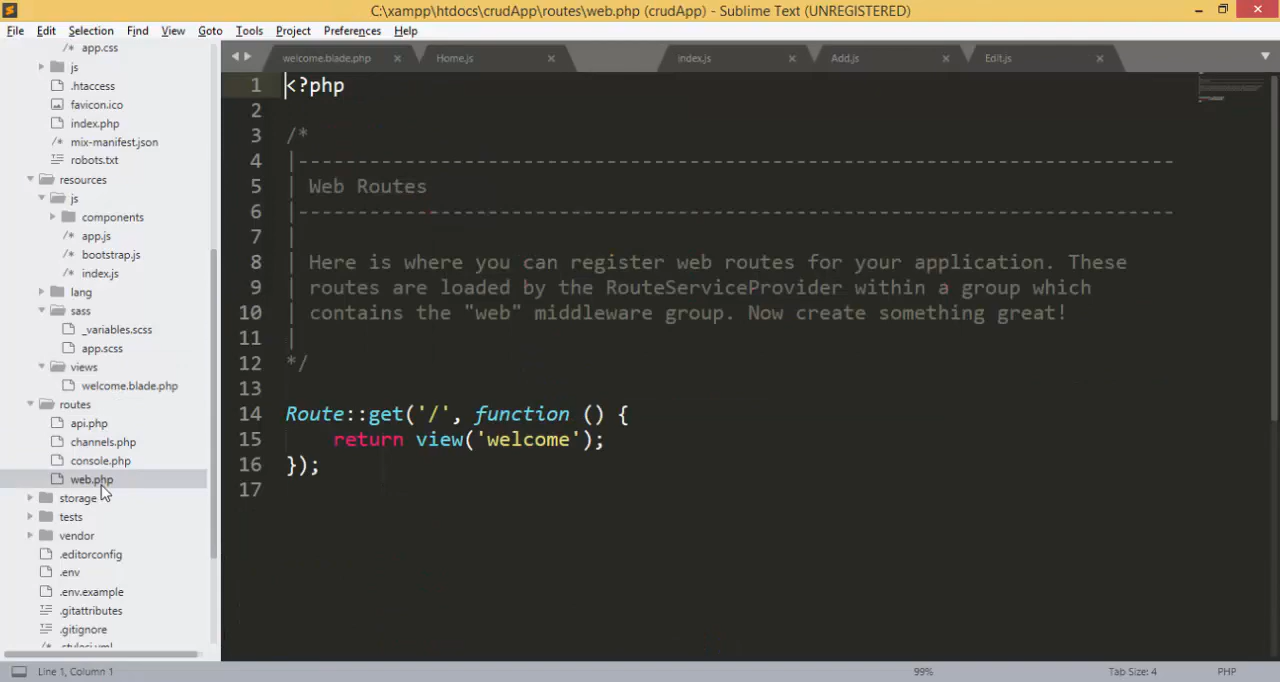 C:\xampp\htdocs\crudApp\routes\web.php (crudApp) - Sublime Text (UNREGISTERED)
File Edit Selection Find View Goto Tools Project Preferences Help
welcome.blade.php Home.js index.js Add.js Edit.js
/* app.css
js
.htaccess
favicon.ico
index.php
/* mix-manifest.json
robots.txt
resources
js
components
/* app.js
/* bootstrap.js
/* index.js
lang
sass
/* _variables.scss
/* app.scss
views
welcome.blade.php
routes
api.php
channels.php
console.php
web.php
storage
tests
vendor
.editorconfig
.env
.env.example
.gitattributes
.gitignore
1 <?php
2
3 /*
4 |--------------------------------------------------------------------------
5 | Web Routes
6 |--------------------------------------------------------------------------
7 |
8 | Here is where you can register web routes for your application. These
9 | routes are loaded by the RouteServiceProvider within a group which
10 | contains the "web" middleware group. Now create something great!
11 |
12 */
13
14 Route::get('/', function () {
15 return view('welcome');
16 });
17
Line 1, Column 1 99% Tab Size: 4 PHP